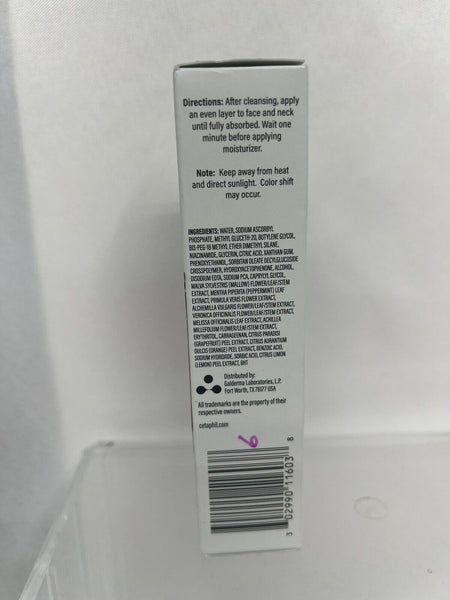 Directions: After cleansing, apply
an even layer to face and neck
until fully absorbed. Wait one
minute before applying
moisturizer.
Note: Keep away from heat
and direct sunlight. Color shift
may occur.
INGREDIENTS: WATER, SODIUM ASCORBYL
PHOSPHATE, METHYL GLUCETH-20, BUTYLENE GLYCOL,
BIS-PEG-18 METHYL ETHER DIMETHYL SILANE,
NIACINAMIDE, GLYCERIN, CITRIC ACID, XANTHAN GUM,
PHENOXYETHANOL, SORBITAN OLEATE DECYLGLUCOSIDE
CROSSPOLYMER, HYDROXYACETOPHENONE, ALCOHOL,
DISODIUM EDTA, SODIUM PCA, CAPRYLYL GLYCOL,
MALVA SYLVESTRIS (MALLOW) FLOWER/LEAF/STEM
EXTRACT, MENTHA PIPERITA (PEPPERMINT) LEAF
EXTRACT, PRIMULA VERIS FLOWER EXTRACT,
ALCHEMILLA VULGARIS FLOWER/LEAF/STEM EXTRACT,
VERONICA OFFICINALIS FLOWER/LEAF/STEM EXTRACT,
MELISSA OFFICINALIS LEAF EXTRACT, ACHILLEA
MILLEFOLIUM FLOWER/LEAF/STEM EXTRACT,
ERYTHRITOL, CARRAGEENAN, CITRUS PARADISI
(GRAPEFRUIT) PEEL EXTRACT, CITRUS AURANTIUM
DULCIS (ORANGE) PEEL EXTRACT, BENZOIC ACID,
SODIUM HYDROXIDE, SORBIC ACID, CITRUS LIMON
(LEMON) PEEL EXTRACT, BHT
Distributed by:
Galderma Laboratories, L.P.
Fort Worth, TX 76177 USA
All trademarks are the property of their
respective owners.
cetaphil.com
6
3 02990 11603 8